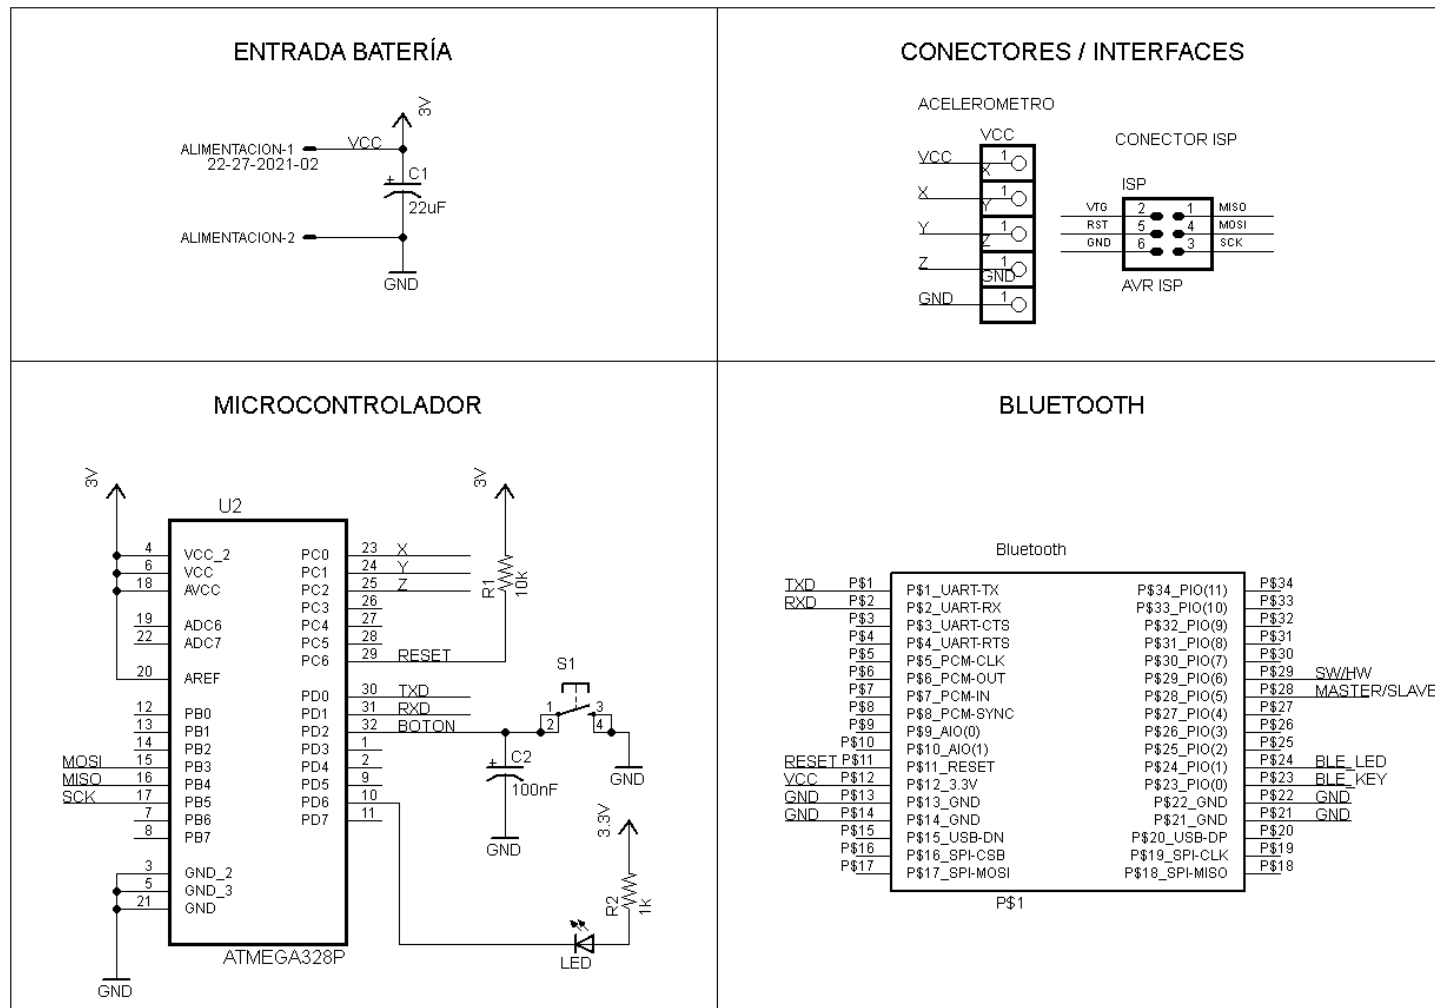 ENTRADA BATERÍA
3V
ALIMENTACION-1
VCC
22-27-2021-02
C1
+
22uF
ALIMENTACION-2
GND
CONECTORES / INTERFACES
ACELEROMETRO
VCC
VCC 1
X
X 1
Y
Y 1
Z
Z 1
GND
GND 1
CONECTOR ISP
ISP
VTG 2 1 MISO
RST 5 4 MOSI
GND 6 3 SCK
AVR ISP
MICROCONTROLADOR
3V
U2
4 VCC_2
6 VCC
18 AVCC
19 ADC6
22 ADC7
20 AREF
12 PB0
13 PB1
14 PB2
MOSI 15 PB3
MISO 16 PB4
SCK 17 PB5
7 PB6
8 PB7
3 GND_2
5 GND_3
21 GND
GND
PC0 23 X
PC1 24 Y
PC2 25 Z
PC3 26
PC4 27
PC5 28
PC6 29 RESET
PD0 30 TXD
PD1 31 RXD
PD2 32 BOTON
PD3 1
PD4 2
PD5 9
PD6 10
PD7 11
ATMEGA328P
3V
R1
10k
S1
1 3
2 4
GND
+
C2
100nF
GND
3.3V
R2
1k
LED
BLUETOOTH
Bluetooth
TXD P$1 P$1_UART-TX
RXD P$2 P$2_UART-RX
P$3 P$3_UART-CTS
P$4 P$4_UART-RTS
P$5 P$5_PCM-CLK
P$6 P$6_PCM-OUT
P$7 P$7_PCM-IN
P$8 P$8_PCM-SYNC
P$9 P$9_AIO(0)
P$10 P$10_AIO(1)
RESET P$11 P$11_RESET
VCC P$12 P$12_3.3V
GND P$13 P$13_GND
GND P$14 P$14_GND
P$15 P$15_USB-DN
P$16 P$16_SPI-CSB
P$17 P$17_SPI-MOSI
P$34_PIO(11) P$34
P$33_PIO(10) P$33
P$32_PIO(9) P$32
P$31_PIO(8) P$31
P$30_PIO(7) P$30
P$29_PIO(6) P$29 SW/HW
P$28_PIO(5) P$28 MASTER/SLAVE
P$27_PIO(4) P$27
P$26_PIO(3) P$26
P$25_PIO(2) P$25
P$24_PIO(1) P$24 BLE_LED
P$23_PIO(0) P$23 BLE_KEY
P$22_GND P$22 GND
P$21_GND P$21 GND
P$20_USB-DP P$20
P$19_SPI-CLK P$19
P$18_SPI-MISO P$18
P$1